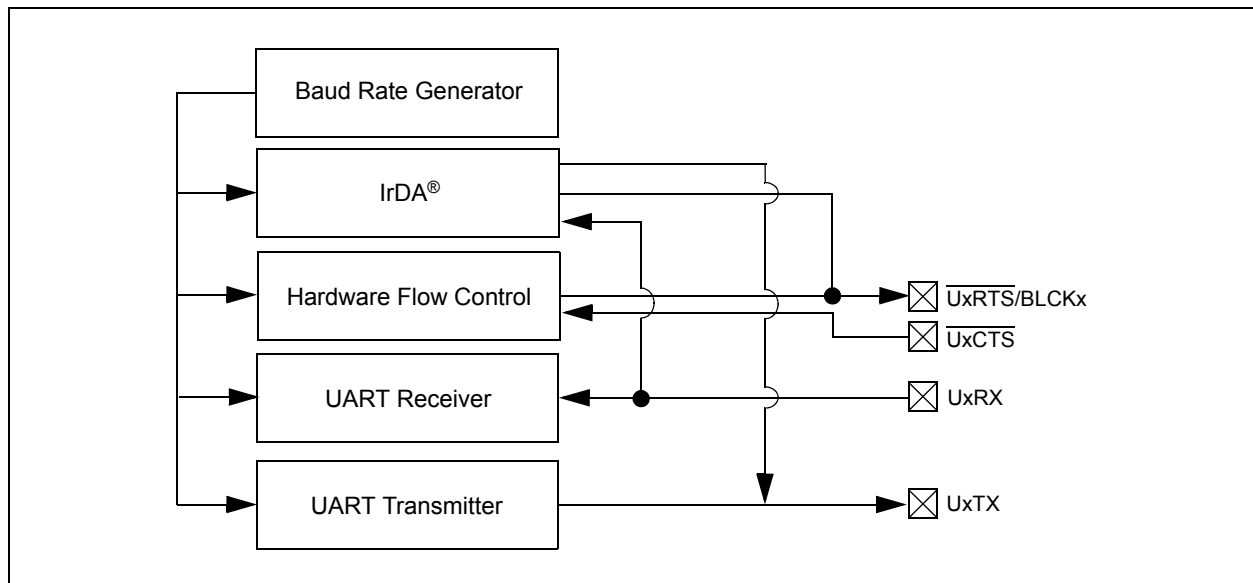 Baud Rate Generator
IrDA®
Hardware Flow Control
UxRTS/BLCKx
UxCTS
UART Receiver
UxRX
UART Transmitter
UxTX